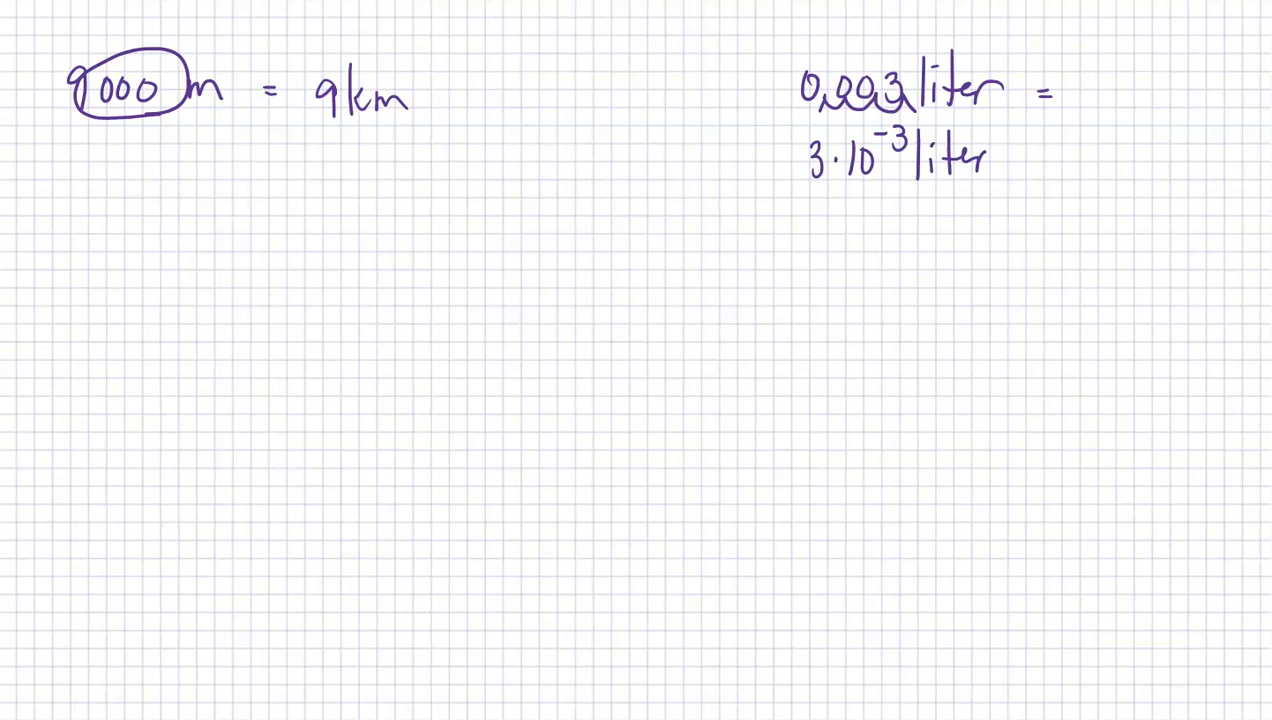 9000 m = 9 km
0,003 liter =
3 · 10⁻³ liter